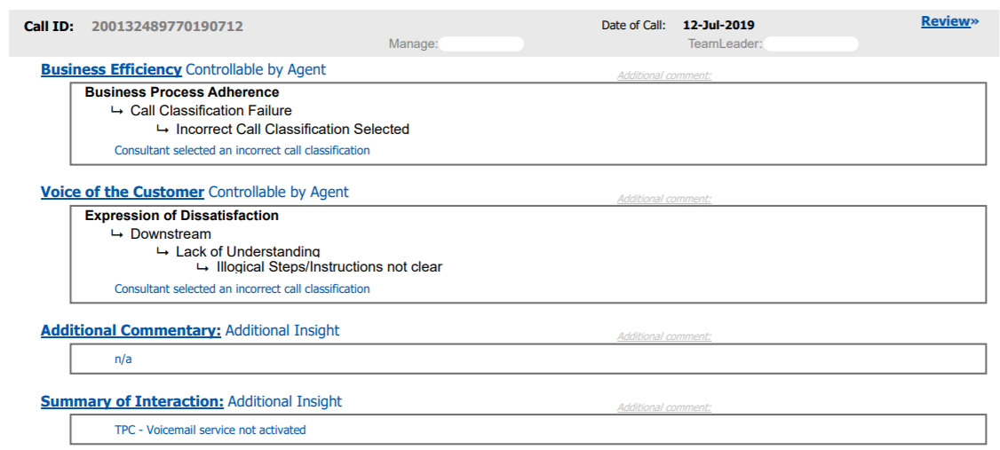 Call ID: 200132489770190712 Date of Call: 12-Jul-2019 Review»
Manage: TeamLeader:
Business Efficiency Controllable by Agent Additional comment:
Business Process Adherence
↳ Call Classification Failure
↳ Incorrect Call Classification Selected
Consultant selected an incorrect call classification
Voice of the Customer Controllable by Agent Additional comment:
Expression of Dissatisfaction
↳ Downstream
↳ Lack of Understanding
↳ Illogical Steps/Instructions not clear
Consultant selected an incorrect call classification
Additional Commentary: Additional Insight Additional comment:
n/a
Summary of Interaction: Additional Insight Additional comment:
TPC - Voicemail service not activated